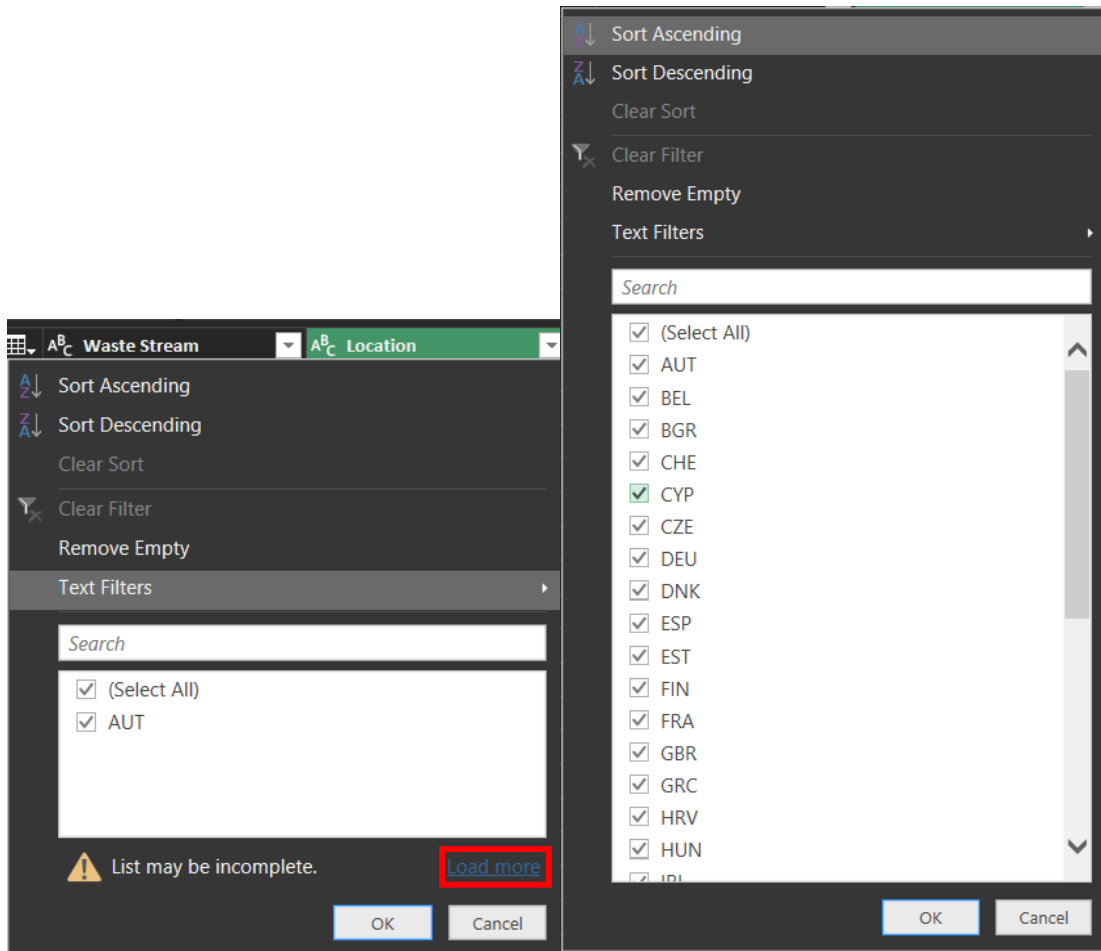 ABC Waste Stream ABC Location
Sort Ascending
Sort Descending
Clear Sort
Clear Filter
Remove Empty
Text Filters
Search
(Select All)
AUT
List may be incomplete. Load more
OK Cancel
Sort Ascending
Sort Descending
Clear Sort
Clear Filter
Remove Empty
Text Filters
Search
(Select All)
AUT
BEL
BGR
CHE
CYP
CZE
DEU
DNK
ESP
EST
FIN
FRA
GBR
GRC
HRV
HUN
OK Cancel